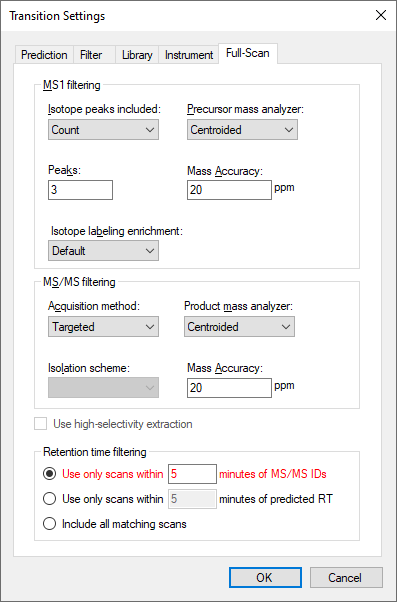 Transition Settings
Prediction Filter Library Instrument Full-Scan
MS1 filtering
Isotope peaks included: Precursor mass analyzer:
Count Centroided
Peaks: Mass Accuracy:
3 20 ppm
Isotope labeling enrichment:
Default
MS/MS filtering
Acquisition method: Product mass analyzer:
Targeted Centroided
Isolation scheme: Mass Accuracy:
20 ppm
Use high-selectivity extraction
Retention time filtering
Use only scans within 5 minutes of MS/MS IDs
Use only scans within 5 minutes of predicted RT
Include all matching scans
OK Cancel